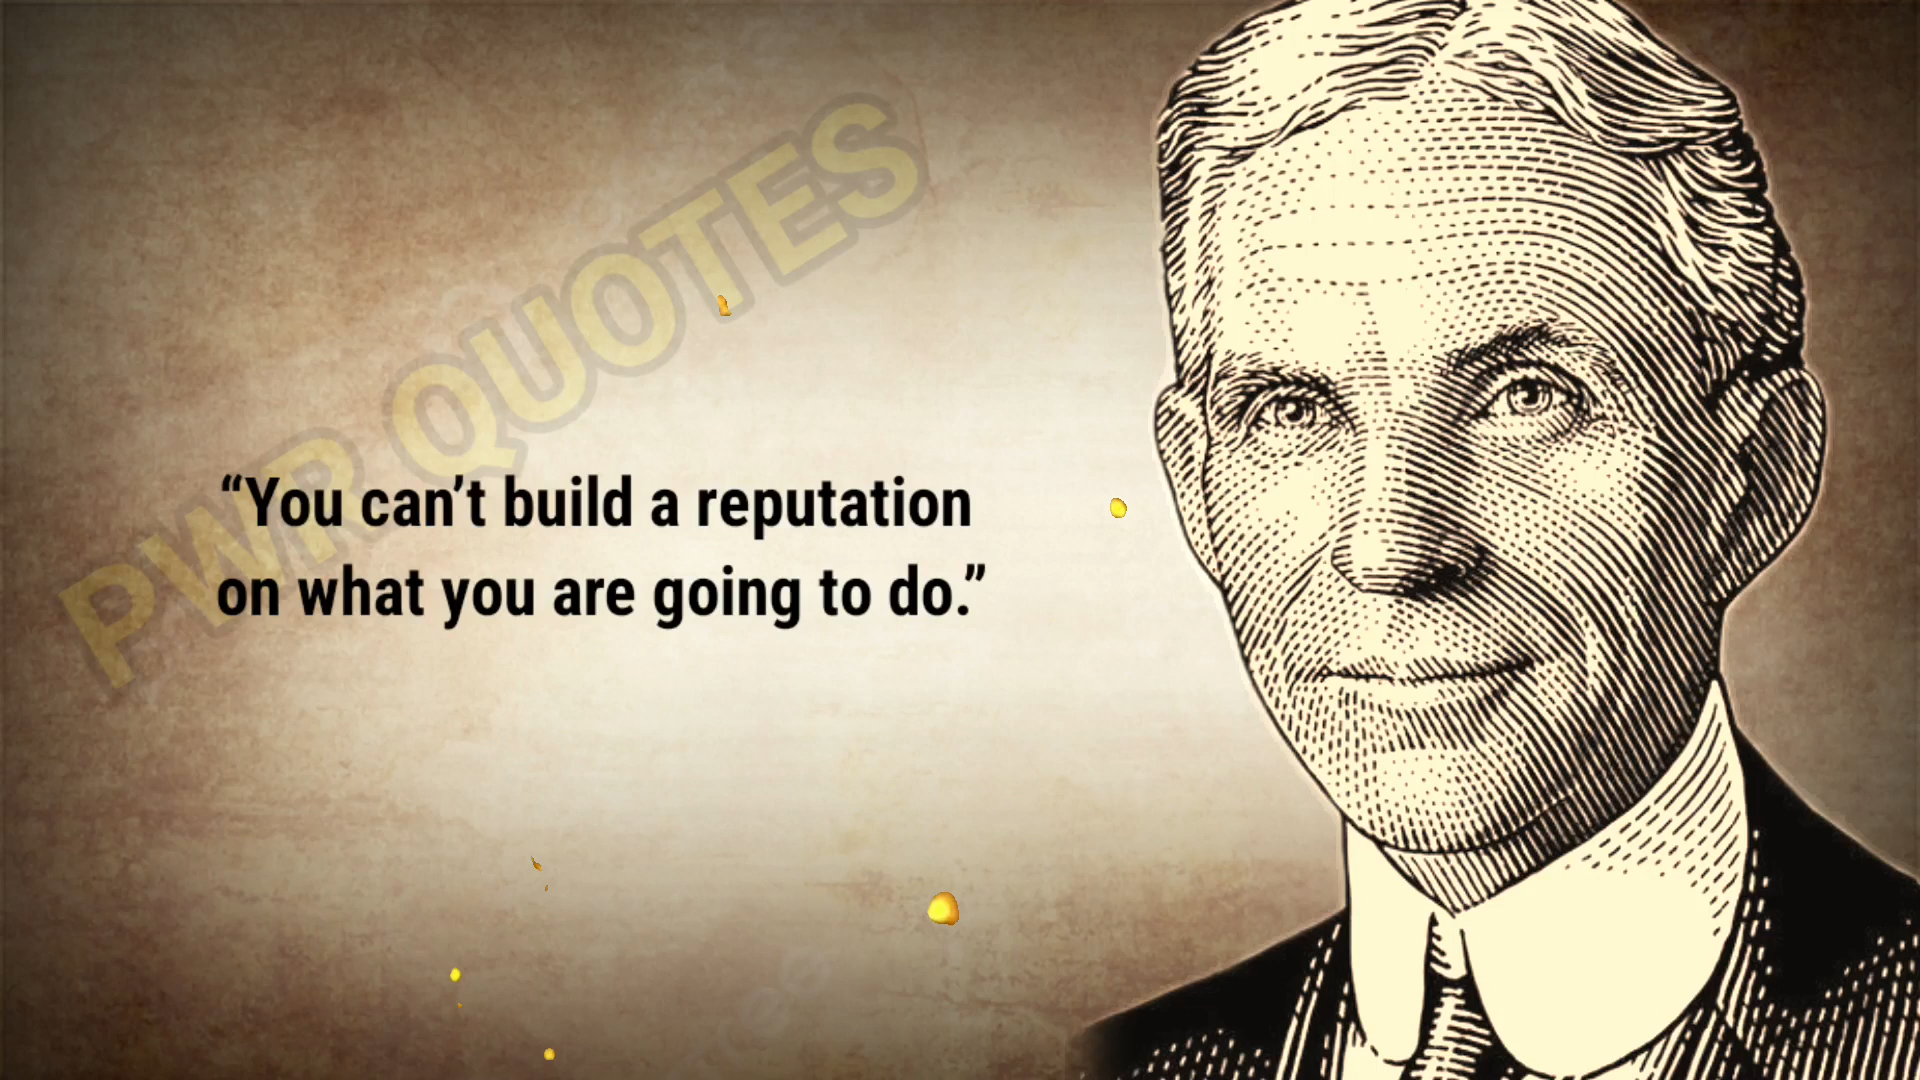 PWR QUOTES
“You can’t build a reputation
on what you are going to do.”